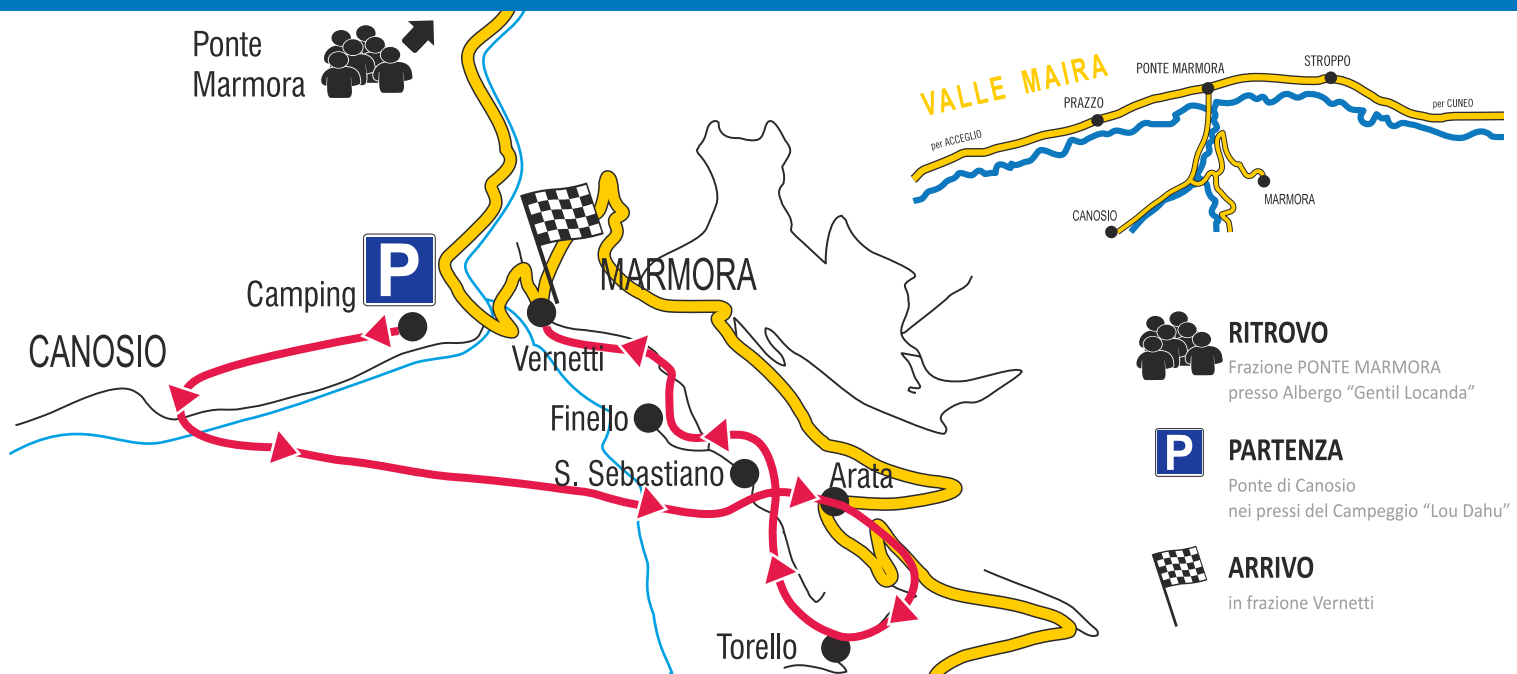 Ponte
Marmora
VALLE MAIRA
PONTE MARMORA
STROPPO
PRAZZO
per CUNEO
per ACCEGLIO
MARMORA
CANOSIO
P
Camping
MARMORA
CANOSIO
Vernetti
Finello
S. Sebastiano
Arata
Torello
RITROVO
Frazione PONTE MARMORA
presso Albergo “Gentil Locanda”
P
PARTENZA
Ponte di Canosio
nei pressi del Campeggio “Lou Dahu”
ARRIVO
in frazione Vernetti